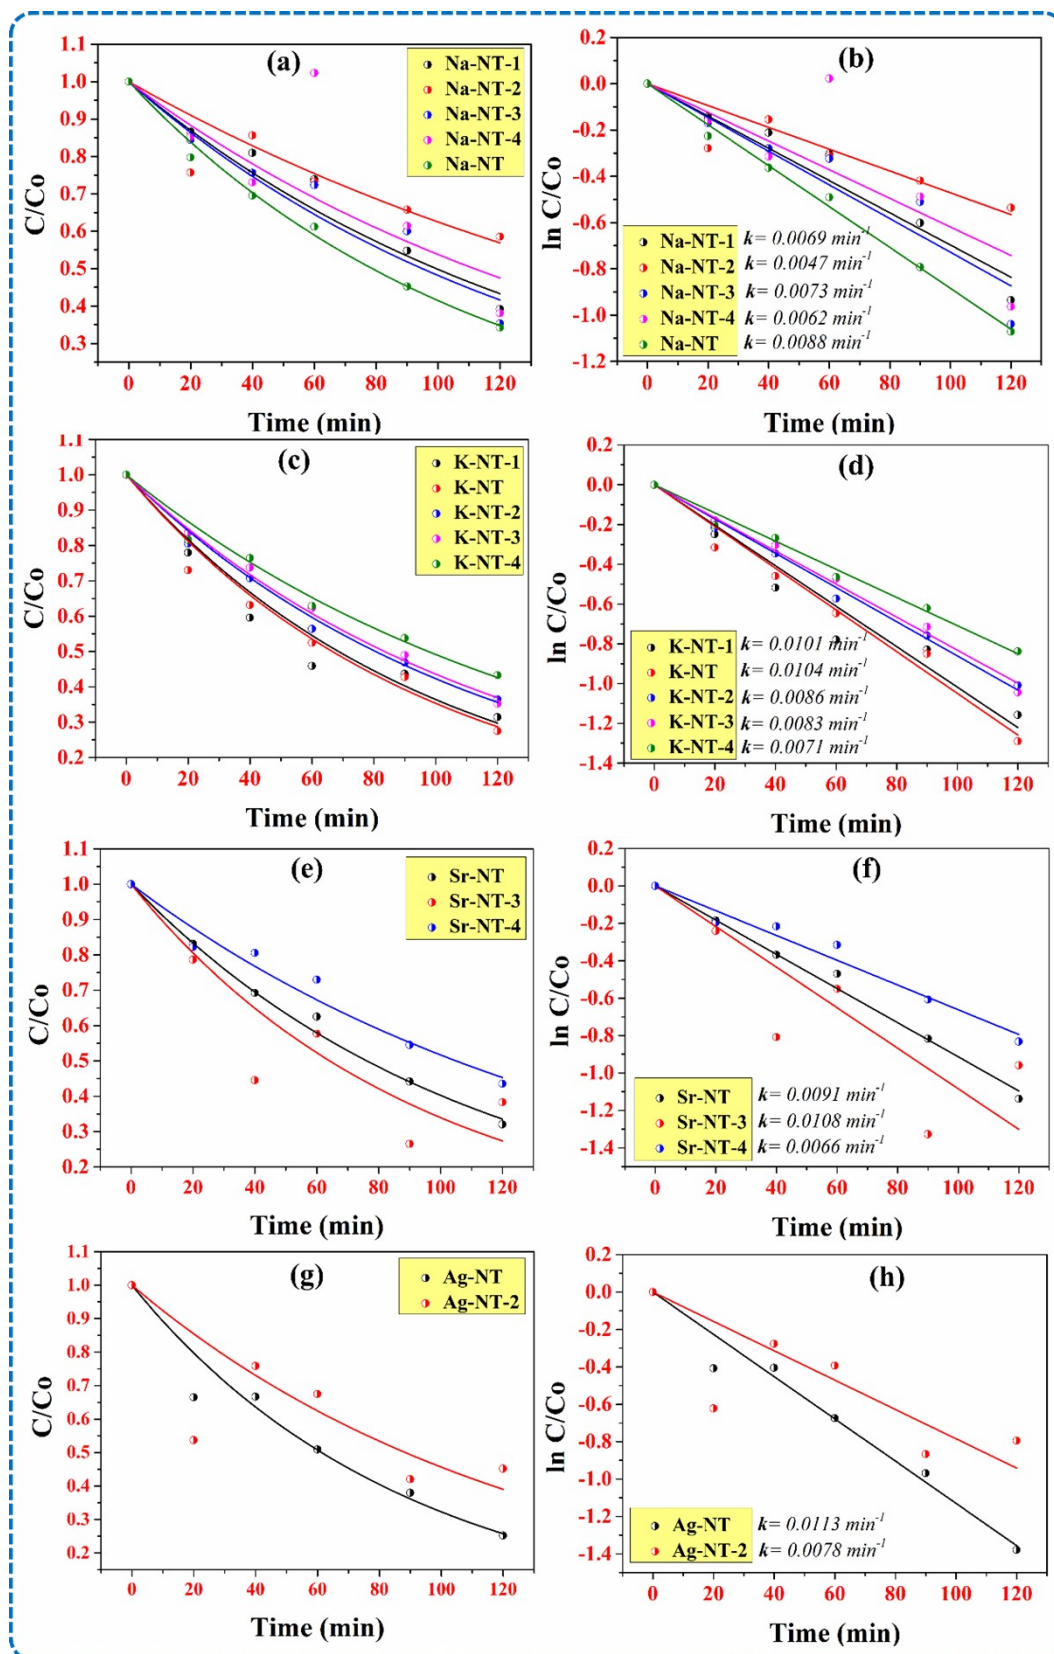 (a)
Na-NT-1
Na-NT-2
Na-NT-3
Na-NT-4
Na-NT
1.1
1.0
0.9
0.8
0.7
0.6
0.5
0.4
0.3
C/Co
0 20 40 60 80 100 120
Time (min)
(b)
0.2
0.0
-0.2
-0.4
-0.6
-0.8
-1.0
-1.2
ln C/Co
Na-NT-1 k= 0.0069 min-1
Na-NT-2 k= 0.0047 min-1
Na-NT-3 k= 0.0073 min-1
Na-NT-4 k= 0.0062 min-1
Na-NT k= 0.0088 min-1
0 20 40 60 80 100 120
Time (min)
(c)
K-NT-1
K-NT
K-NT-2
K-NT-3
K-NT-4
1.1
1.0
0.9
0.8
0.7
0.6
0.5
0.4
0.3
0.2
C/Co
0 20 40 60 80 100 120
Time (min)
(d)
0.2
0.0
-0.2
-0.4
-0.6
-0.8
-1.0
-1.2
-1.4
ln C/Co
K-NT-1 k= 0.0101 min-1
K-NT k= 0.0104 min-1
K-NT-2 k= 0.0086 min-1
K-NT-3 k= 0.0083 min-1
K-NT-4 k= 0.0071 min-1
0 20 40 60 80 100 120
Time (min)
(e)
Sr-NT
Sr-NT-3
Sr-NT-4
1.1
1.0
0.9
0.8
0.7
0.6
0.5
0.4
0.3
0.2
C/Co
0 20 40 60 80 100 120
Time (min)
(f)
0.2
0.0
-0.2
-0.4
-0.6
-0.8
-1.0
-1.2
-1.4
ln C/Co
Sr-NT k= 0.0091 min-1
Sr-NT-3 k= 0.0108 min-1
Sr-NT-4 k= 0.0066 min-1
0 20 40 60 80 100 120
Time (min)
(g)
Ag-NT
Ag-NT-2
1.1
1.0
0.9
0.8
0.7
0.6
0.5
0.4
0.3
0.2
C/Co
0 20 40 60 80 100 120
Time (min)
(h)
0.2
0.0
-0.2
-0.4
-0.6
-0.8
-1.0
-1.2
-1.4
ln C/Co
Ag-NT k= 0.0113 min-1
Ag-NT-2 k= 0.0078 min-1
0 20 40 60 80 100 120
Time (min)